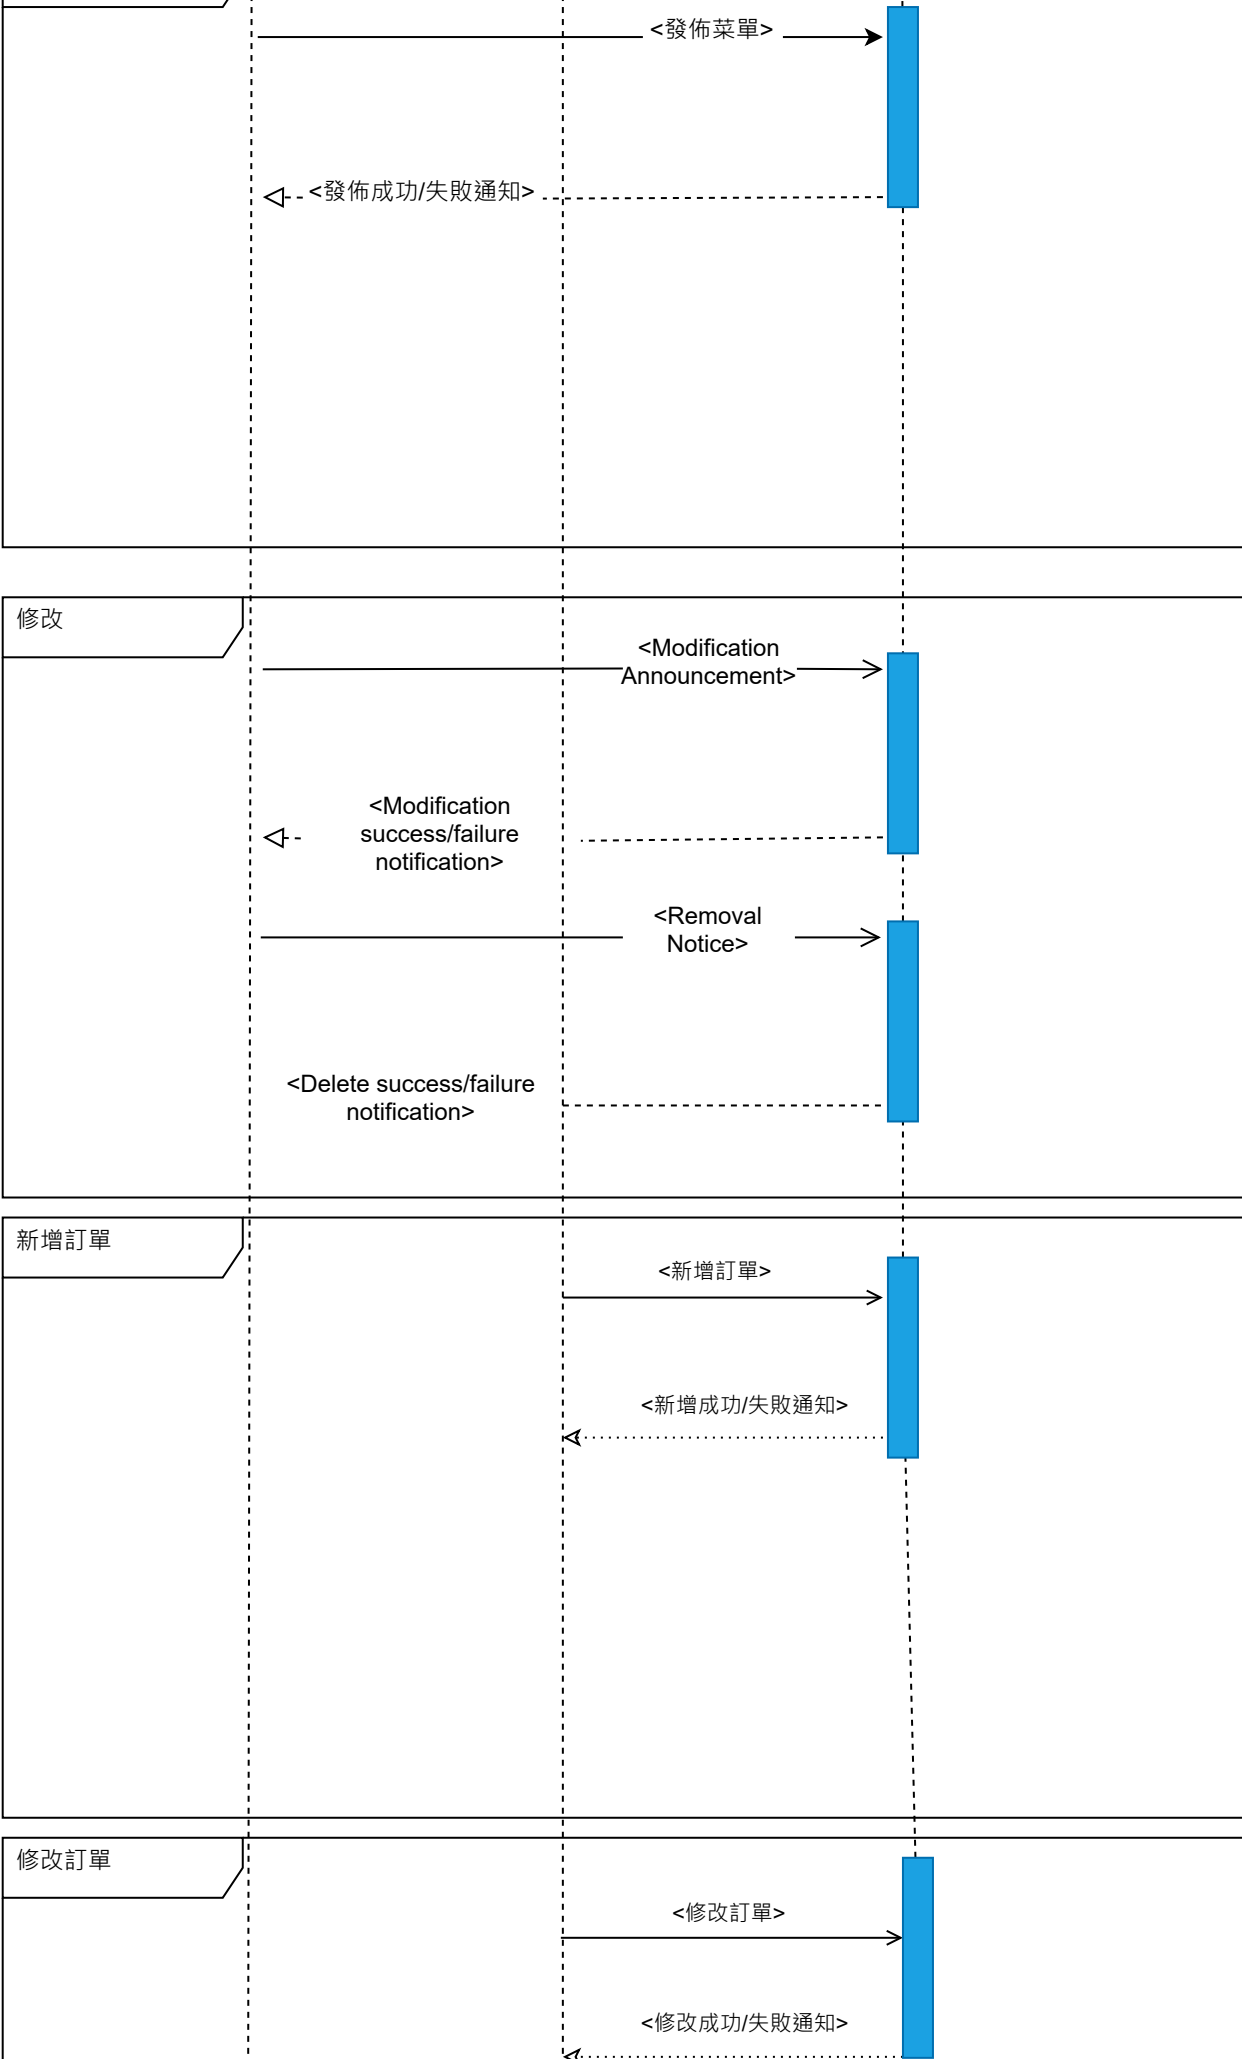 <發佈菜單>
<發佈成功/失敗通知>
修改
<Modification
Announcement>
<Modification
success/failure
notification>
<Removal
Notice>
<Delete success/failure
notification>
新增訂單
<新增訂單>
<新增成功/失敗通知>
修改訂單
<修改訂單>
<修改成功/失敗通知>